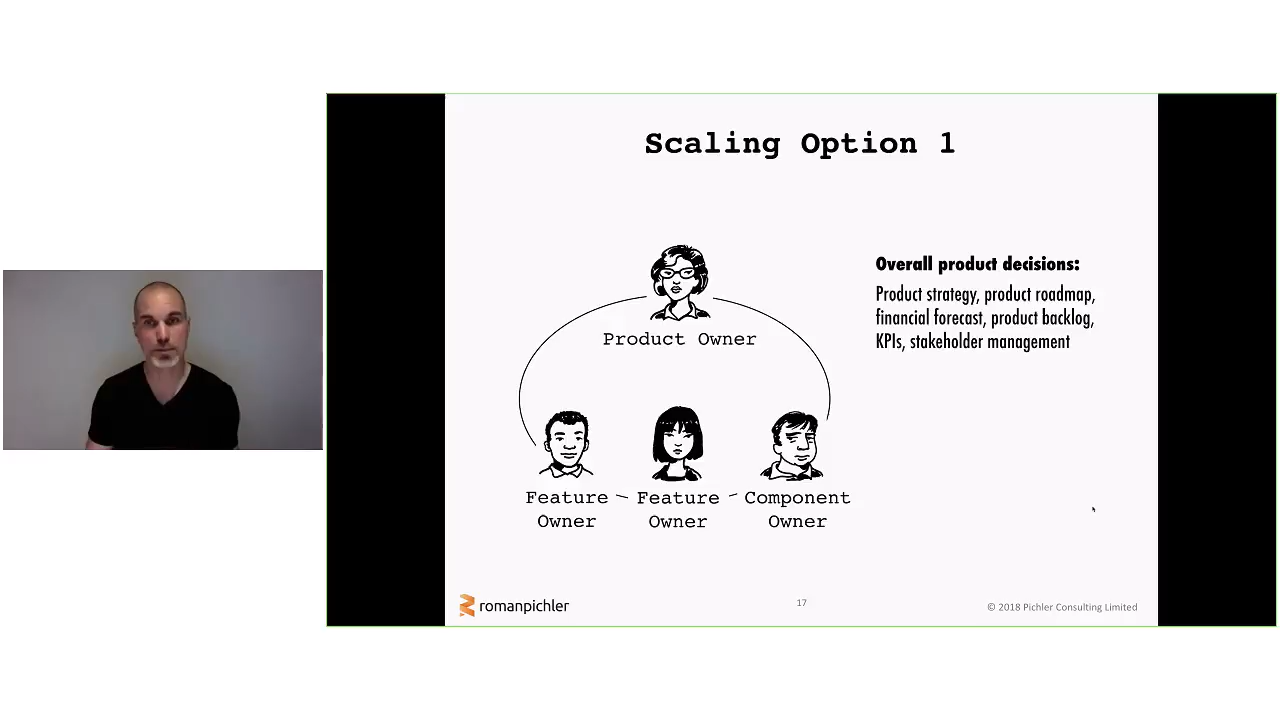 Scaling Option 1
Overall product decisions:
Product strategy, product roadmap,
financial forecast, product backlog,
KPIs, stakeholder management
Product Owner
Feature
Owner
Feature
Owner
Component
Owner
romanpichler
17
© 2018 Pichler Consulting Limited